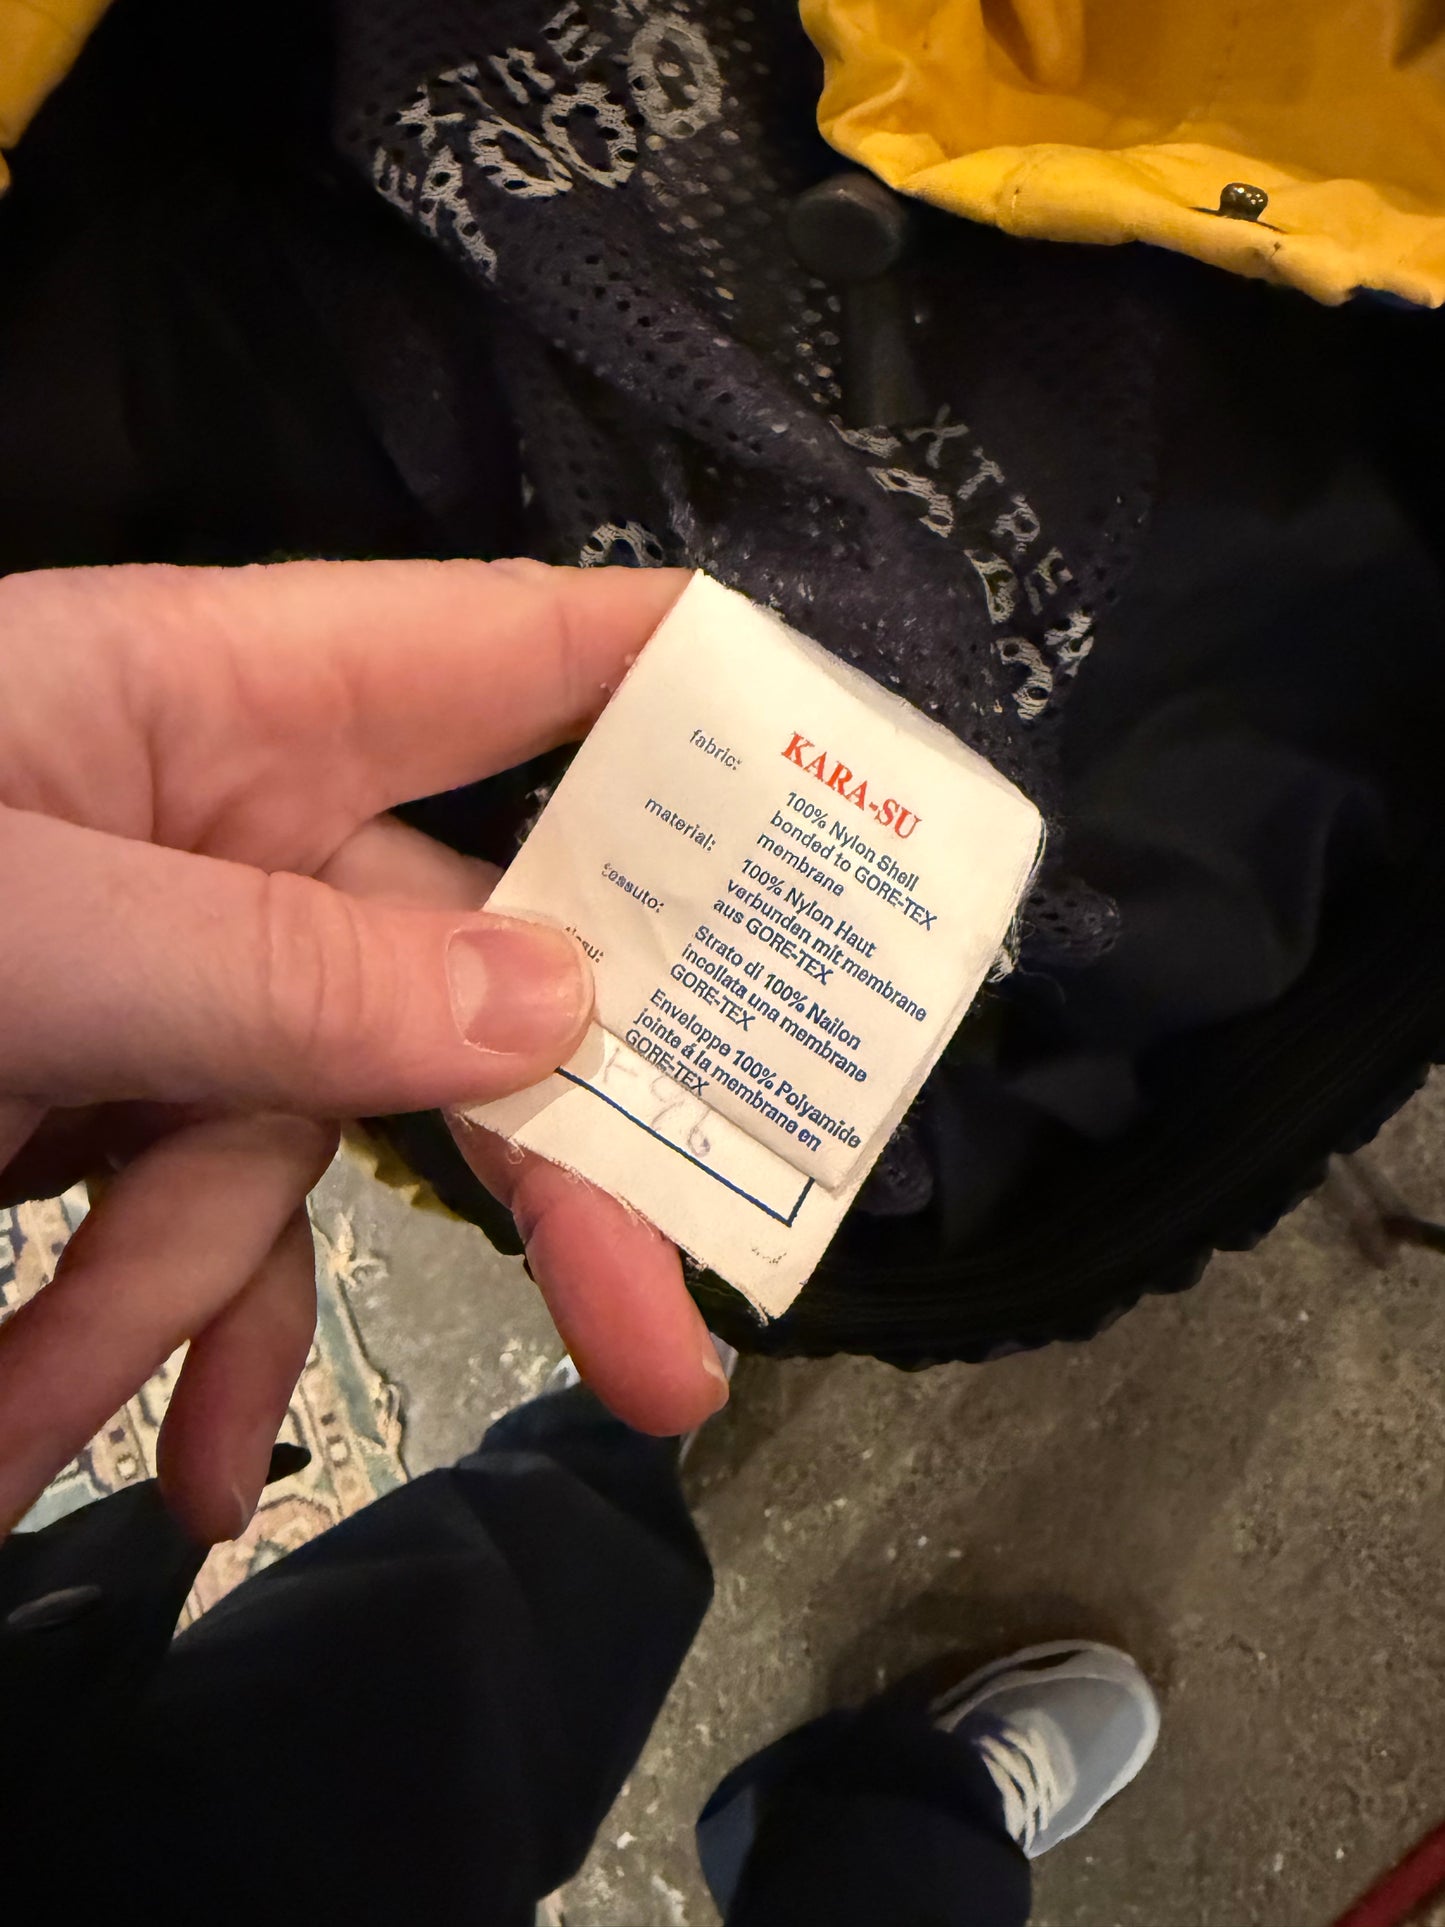 fabric:
KARA-SU
material:
100% Nylon Shell
bonded to GORE-TEX
membrane
tessuto:
100% Nylon Haut
verbunden mit membrane
aus GORE-TEX
Strato di 100% Nailon
incollata una membrane
GORE-TEX
Enveloppe 100% Polyamide
jointe á la membrane en
GORE-TEX